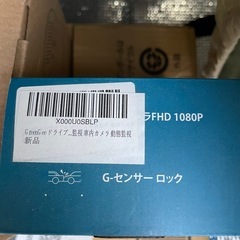 X000U0SBLP
ドライブ...監視 車内カメラ 動態監視
新品
ラFHD 1080P
G-センサー ロック